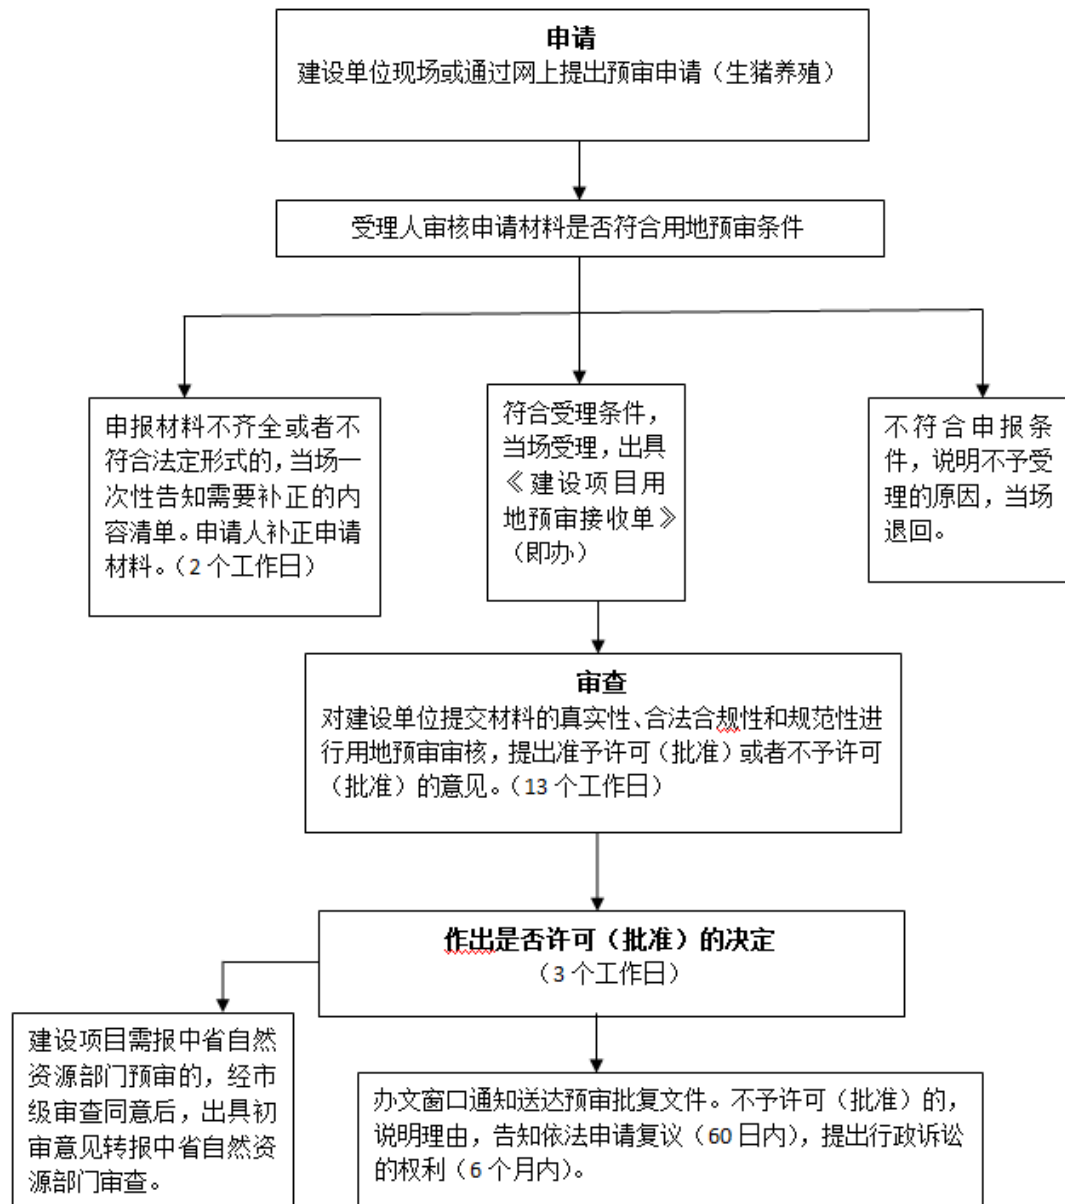 申请
建设单位现场或通过网上提出预审申请（生猪养殖）
受理人审核申请材料是否符合用地预审条件
申报材料不齐全或者不
符合法定形式的，当场一
次性告知需要补正的内
容清单。申请人补正申请
材料。（2个工作日）
符合受理条件，
当场受理，出具
《建设项目用
地预审接收单》
（即办）
不符合申报条
件，说明不予受
理的原因，当场
退回。
审查
对建设单位提交材料的真实性、合法合规性和规范性进
行用地预审审核，提出准予许可（批准）或者不予许可
（批准）的意见。（13个工作日）
作出是否许可（批准）的决定
（3个工作日）
建设项目需报中省自然
资源部门预审的，经市
级审查同意后，出具初
审意见转报中省自然资
源部门审查。
办文窗口通知送达预审批复文件。不予许可（批准）的，
说明理由，告知依法申请复议（60日内），提出行政诉讼
的权利（6个月内）。